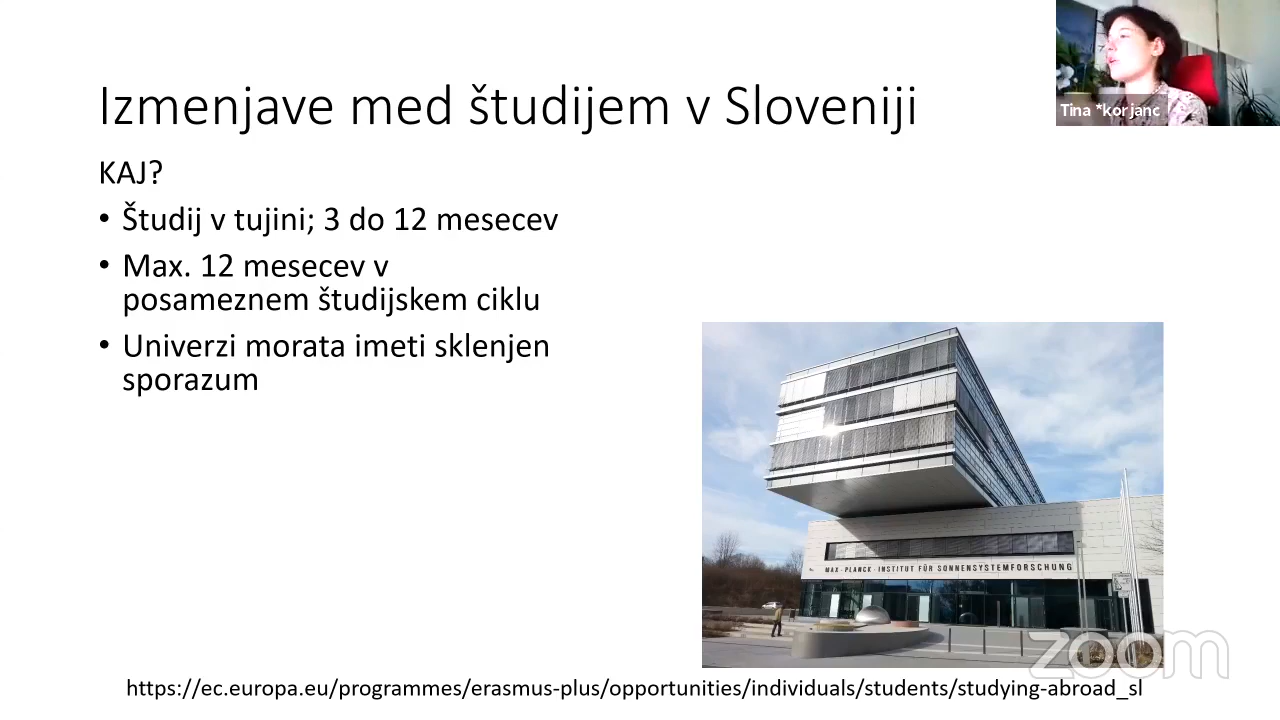 Izmenjave med študijem v Sloveniji
Tina *korjanc
KAJ?
• Študij v tujini; 3 do 12 mesecev
• Max. 12 mesecev v
posameznem študijskem ciklu
• Univerzi morata imeti sklenjen
sporazum
MAX-PLANCK-INSTITUT FÜR SONNENSYSTEMFORSCHUNG
zoom
https://ec.europa.eu/programmes/erasmus-plus/opportunities/individuals/students/studying-abroad_sl